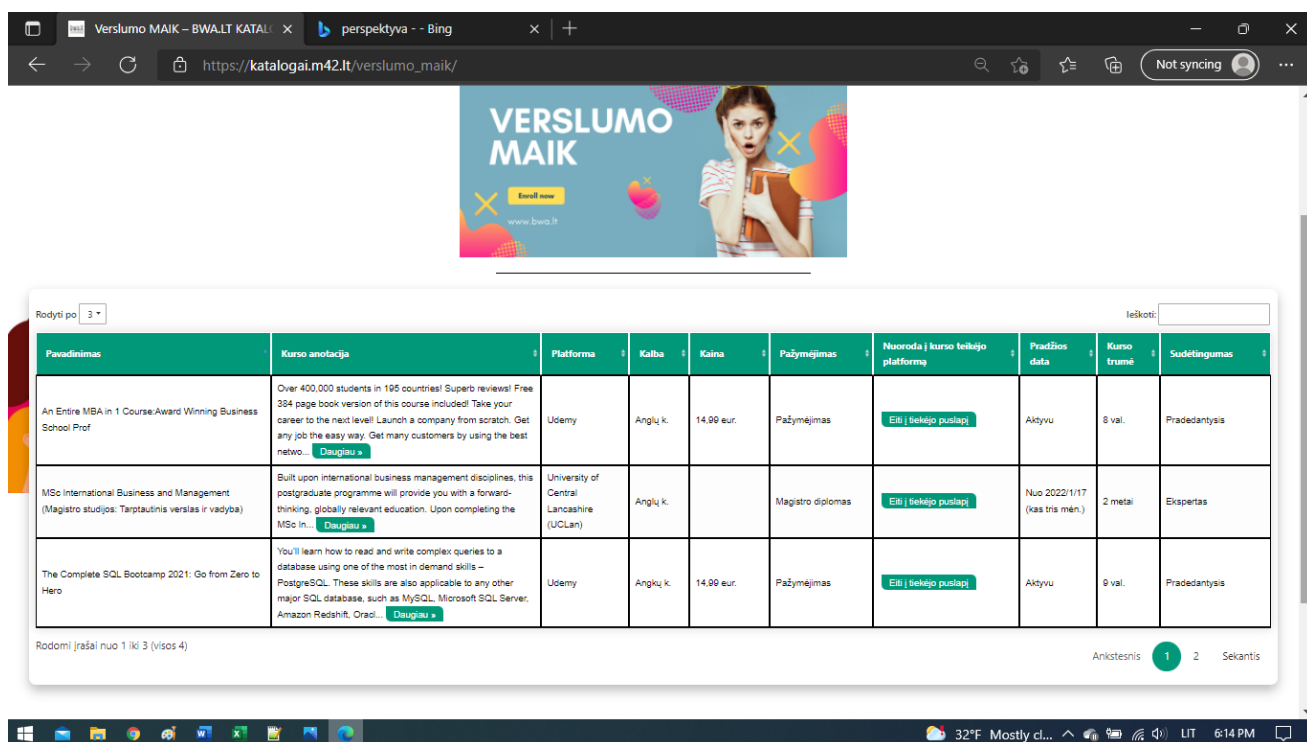 Verslumo MAIK – BWA.LT KATAL
perspektyva - - Bing
https://katalogai.m42.lt/verslumo_maik/
Not syncing
VERSLUMO
MAIK
Enroll now
www.bwa.lt
Rodyti po 3
Ieškoti:
Pavadinimas
Kurso anotacija
Platforma
Kalba
Kaina
Pažymėjimas
Nuoroda į kurso teikėjo
platformą
Pradžios
data
Kurso
trumė
Sudėtingumas
An Entire MBA in 1 Course:Award Winning Business
School Prof
Over 400,000 students in 195 countries! Superb reviews! Free
384 page book version of this course included! Take your
career to the next level! Launch a company from scratch. Get
any job the easy way. Get many customers by using the best
netwo... Daugiau »
Udemy
Anglų k.
14,99 eur.
Pažymėjimas
Eiti į tiekėjo puslapį
Aktyvu
8 val.
Pradedantysis
MSc International Business and Management
(Magistro studijos: Tarptautinis verslas ir vadyba)
Built upon international business management disciplines, this
postgraduate programme will provide you with a forward-
thinking, globally relevant education. Upon completing the
MSc In... Daugiau »
University of
Central
Lancashire
(UCLan)
Anglų k.
Magistro diplomas
Eiti į tiekėjo puslapį
Nuo 2022/1/17
(kas tris mėn.)
2 metai
Ekspertas
The Complete SQL Bootcamp 2021: Go from Zero to
Hero
You'll learn how to read and write complex queries to a
database using one of the most in demand skills –
PostgreSQL. These skills are also applicable to any other
major SQL database, such as MySQL, Microsoft SQL Server,
Amazon Redshift, Oracl... Daugiau »
Udemy
Angkų k.
14,99 eur.
Pažymėjimas
Eiti į tiekėjo puslapį
Aktyvu
9 val.
Pradedantysis
Rodomi įrašai nuo 1 iki 3 (visos 4)
Ankstesnis 1 2 Sekantis
32°F Mostly cl... LIT 6:14 PM